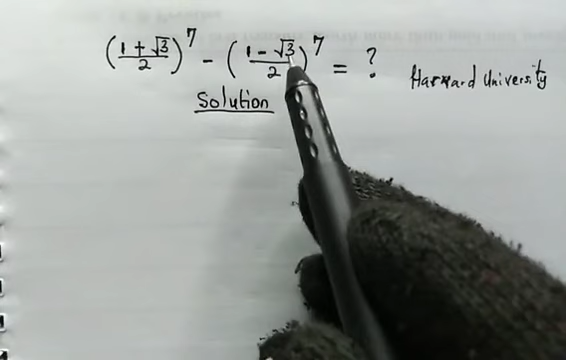 (1 + √3 / 2)^7 - (1 - √3 / 2)^7 = ?
Harvard University
Solution